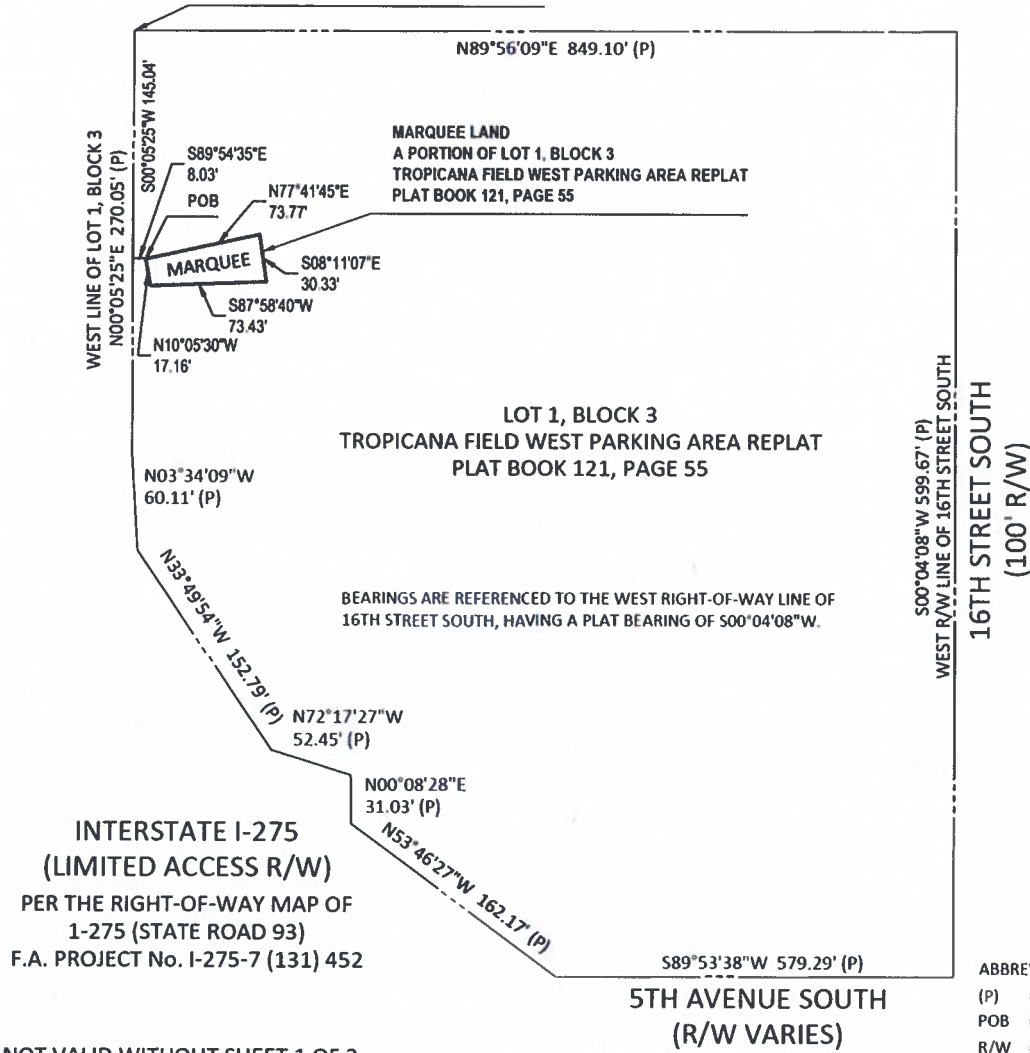 N89°56'09"E 849.10' (P)
WEST LINE OF LOT 1, BLOCK 3
N00°05'25"E 270.05' (P)
S00°05'25"W 145.04'
S89°54'35"E
8.03'
POB
N77°41'45"E
73.77'
MARQUEE LAND
A PORTION OF LOT 1, BLOCK 3
TROPICANA FIELD WEST PARKING AREA REPLAT
PLAT BOOK 121, PAGE 55
MARQUEE
S08°11'07"E
30.33'
S87°58'40"W
73.43'
N10°05'30"W
17.16'
LOT 1, BLOCK 3
TROPICANA FIELD WEST PARKING AREA REPLAT
PLAT BOOK 121, PAGE 55
N03°34'09"W
60.11' (P)
N33°49'54"W 152.79' (P)
BEARINGS ARE REFERENCED TO THE WEST RIGHT-OF-WAY LINE OF
16TH STREET SOUTH, HAVING A PLAT BEARING OF S00°04'08"W.
S00°04'08"W 599.67' (P)
WEST R/W LINE OF 16TH STREET SOUTH
16TH STREET SOUTH
(100' R/W)
N72°17'27"W
52.45' (P)
N00°08'28"E
31.03' (P)
N53°46'27"W 162.17' (P)
INTERSTATE I-275
(LIMITED ACCESS R/W)
PER THE RIGHT-OF-WAY MAP OF
1-275 (STATE ROAD 93)
F.A. PROJECT No. I-275-7 (131) 452
S89°53'38"W 579.29' (P)
5TH AVENUE SOUTH
(R/W VARIES)
(P)
POB
R/W